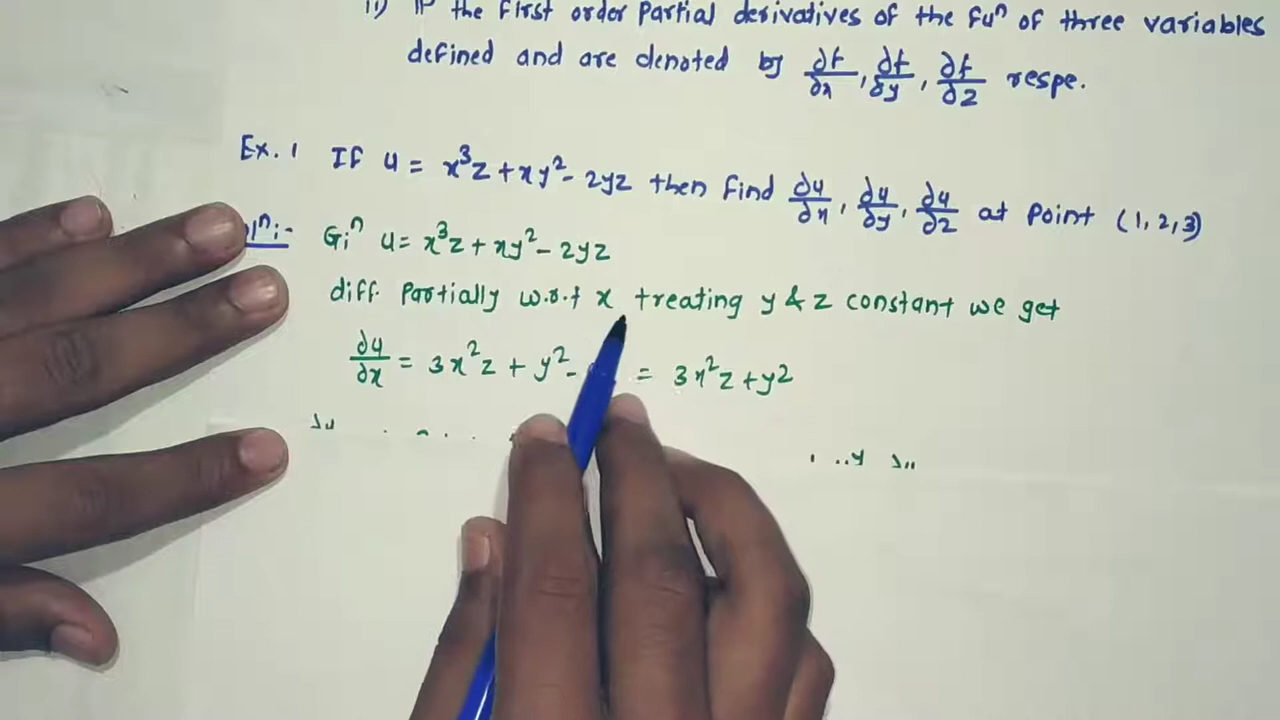 ii) If the First order Partial derivatives of the Fuⁿ of three variables
defined and are denoted by ∂f/∂x, ∂f/∂y, ∂f/∂z respe.
Ex. 1 If u = x³z + xy² - 2yz then Find ∂u/∂x, ∂u/∂y, ∂u/∂z at Point (1, 2, 3)
Giⁿ u = x³z + xy² - 2yz
diff. Partially w.r.t x treating y & z constant we get
∂u/∂x = 3x²z + y² - = 3x²z + y2